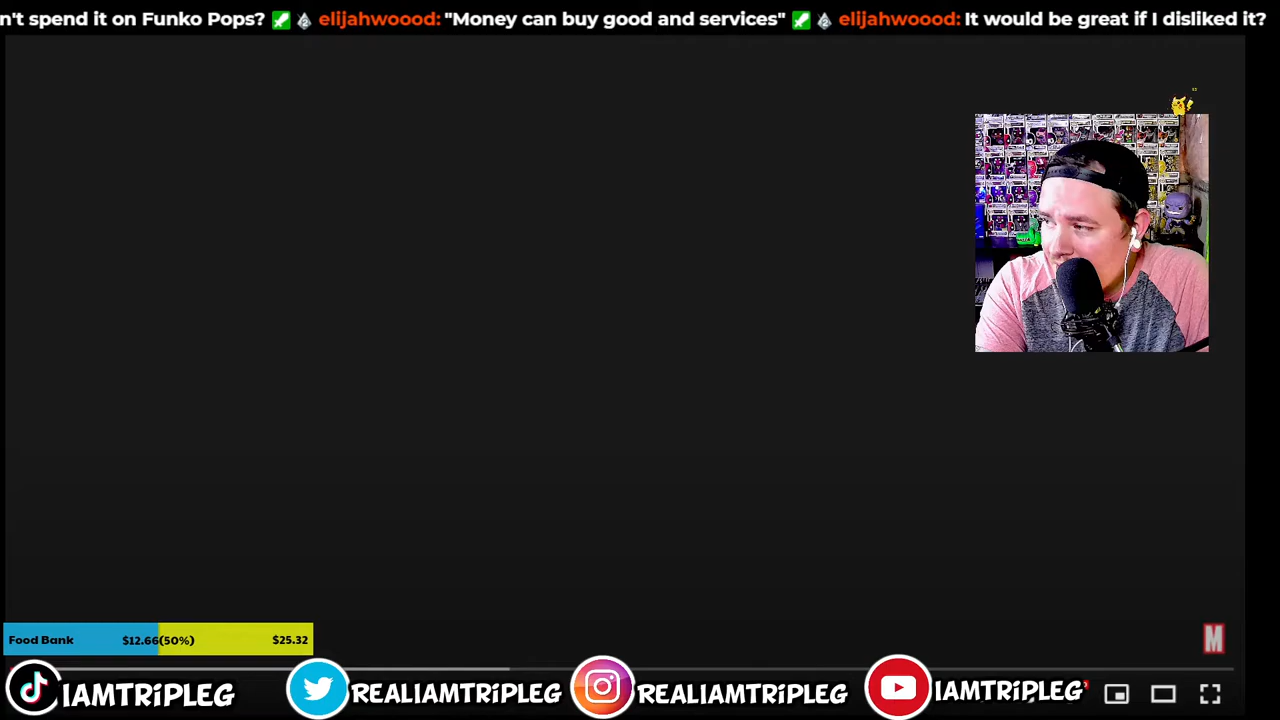 n't spend it on Funko Pops? elijahwoood: "Money can buy good and services" elijahwoood: It would be great if I disliked it?
Food Bank $12.66(50%) $25.32
M
IAMTRiPLEG REALIAMTRiPLEG REALIAMTRiPLEG IAMTRiPLEG